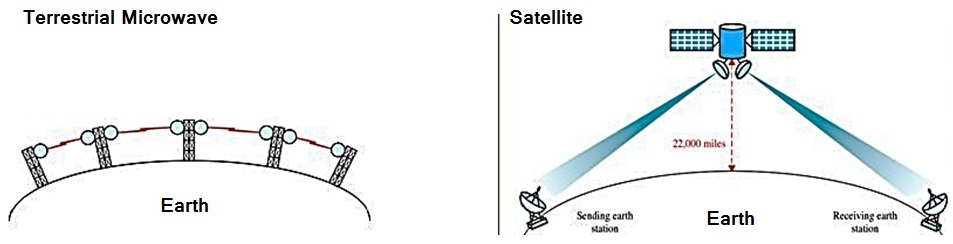 Terrestrial Microwave
Earth
Satellite
22,000 miles
Sending earth
station
Earth
Receiving earth
station